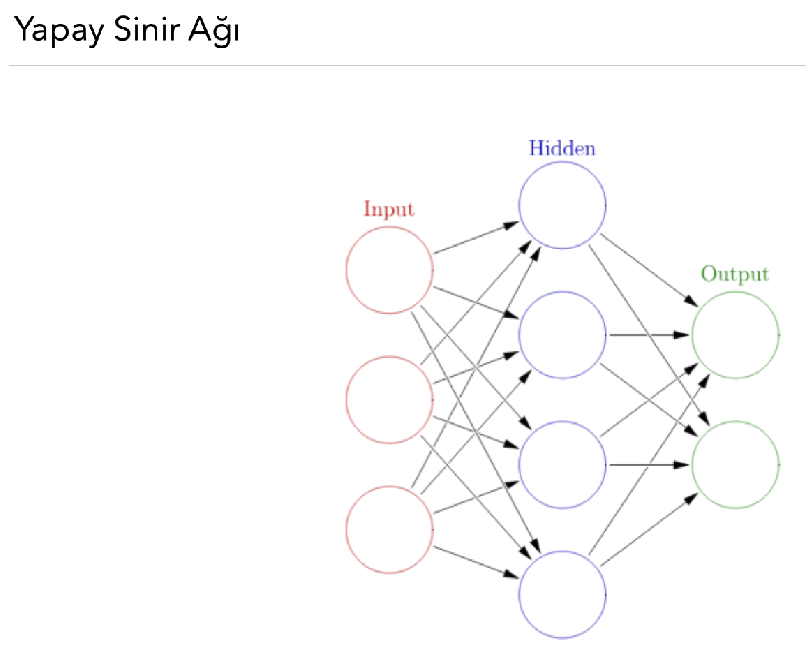 Yapay Sinir Ağı
Hidden
Input
Output